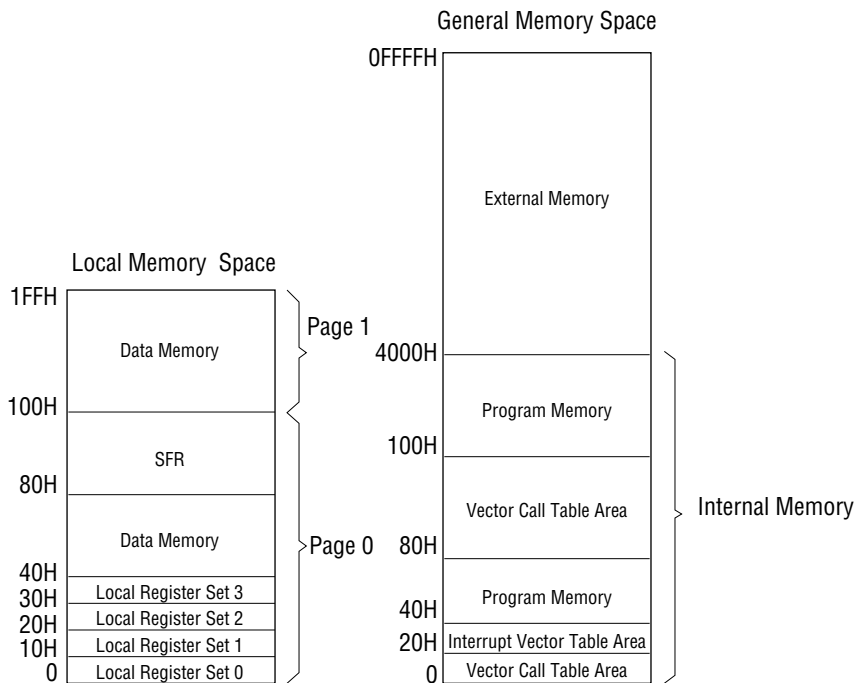 General Memory Space
0FFFFH
External Memory
4000H
Program Memory
100H
Vector Call Table Area
80H
Program Memory
40H
20H
Interrupt Vector Table Area
0
Vector Call Table Area
Internal Memory
Local Memory Space
1FFH
Data Memory
Page 1
100H
SFR
80H
Data Memory
Page 0
40H
Local Register Set 3
30H
Local Register Set 2
20H
Local Register Set 1
10H
Local Register Set 0
0